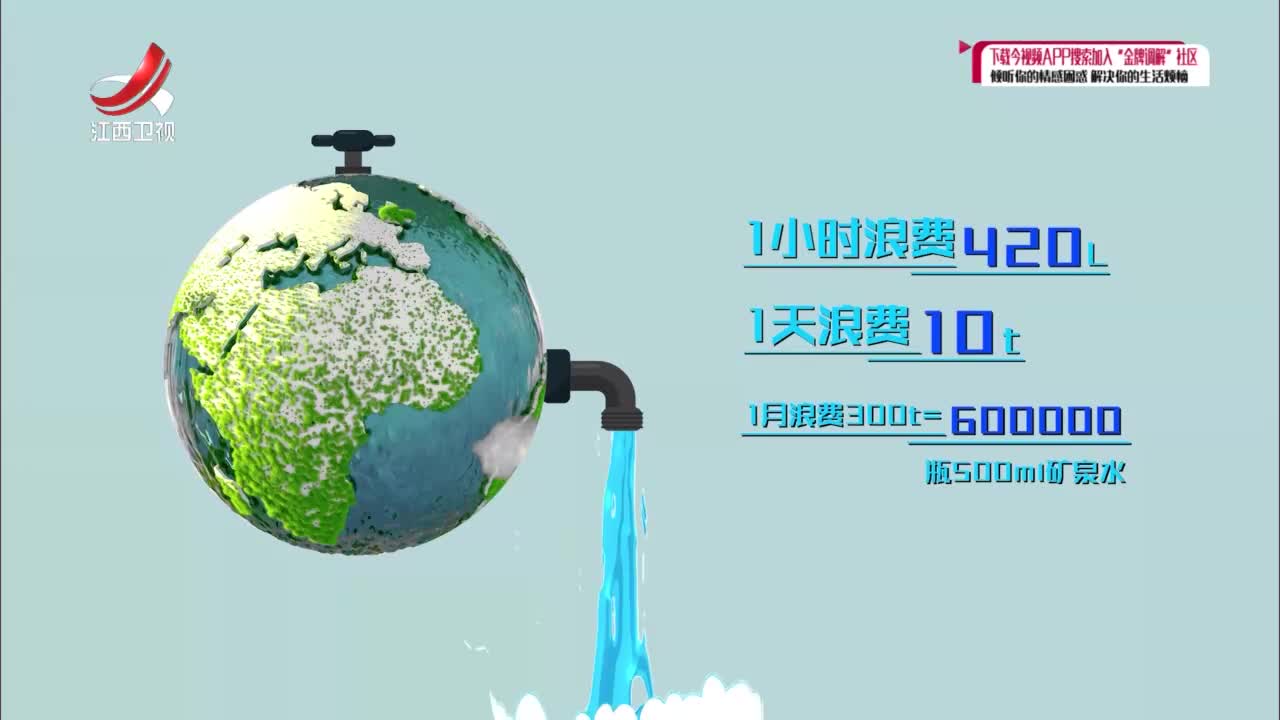 江西卫视
下载今视频APP搜索加入“金牌调解”社区
倾听你的情感困惑 解决你的生活烦恼
1小时浪费420L
1天浪费10t
1月浪费300t=600000
瓶500ml矿泉水